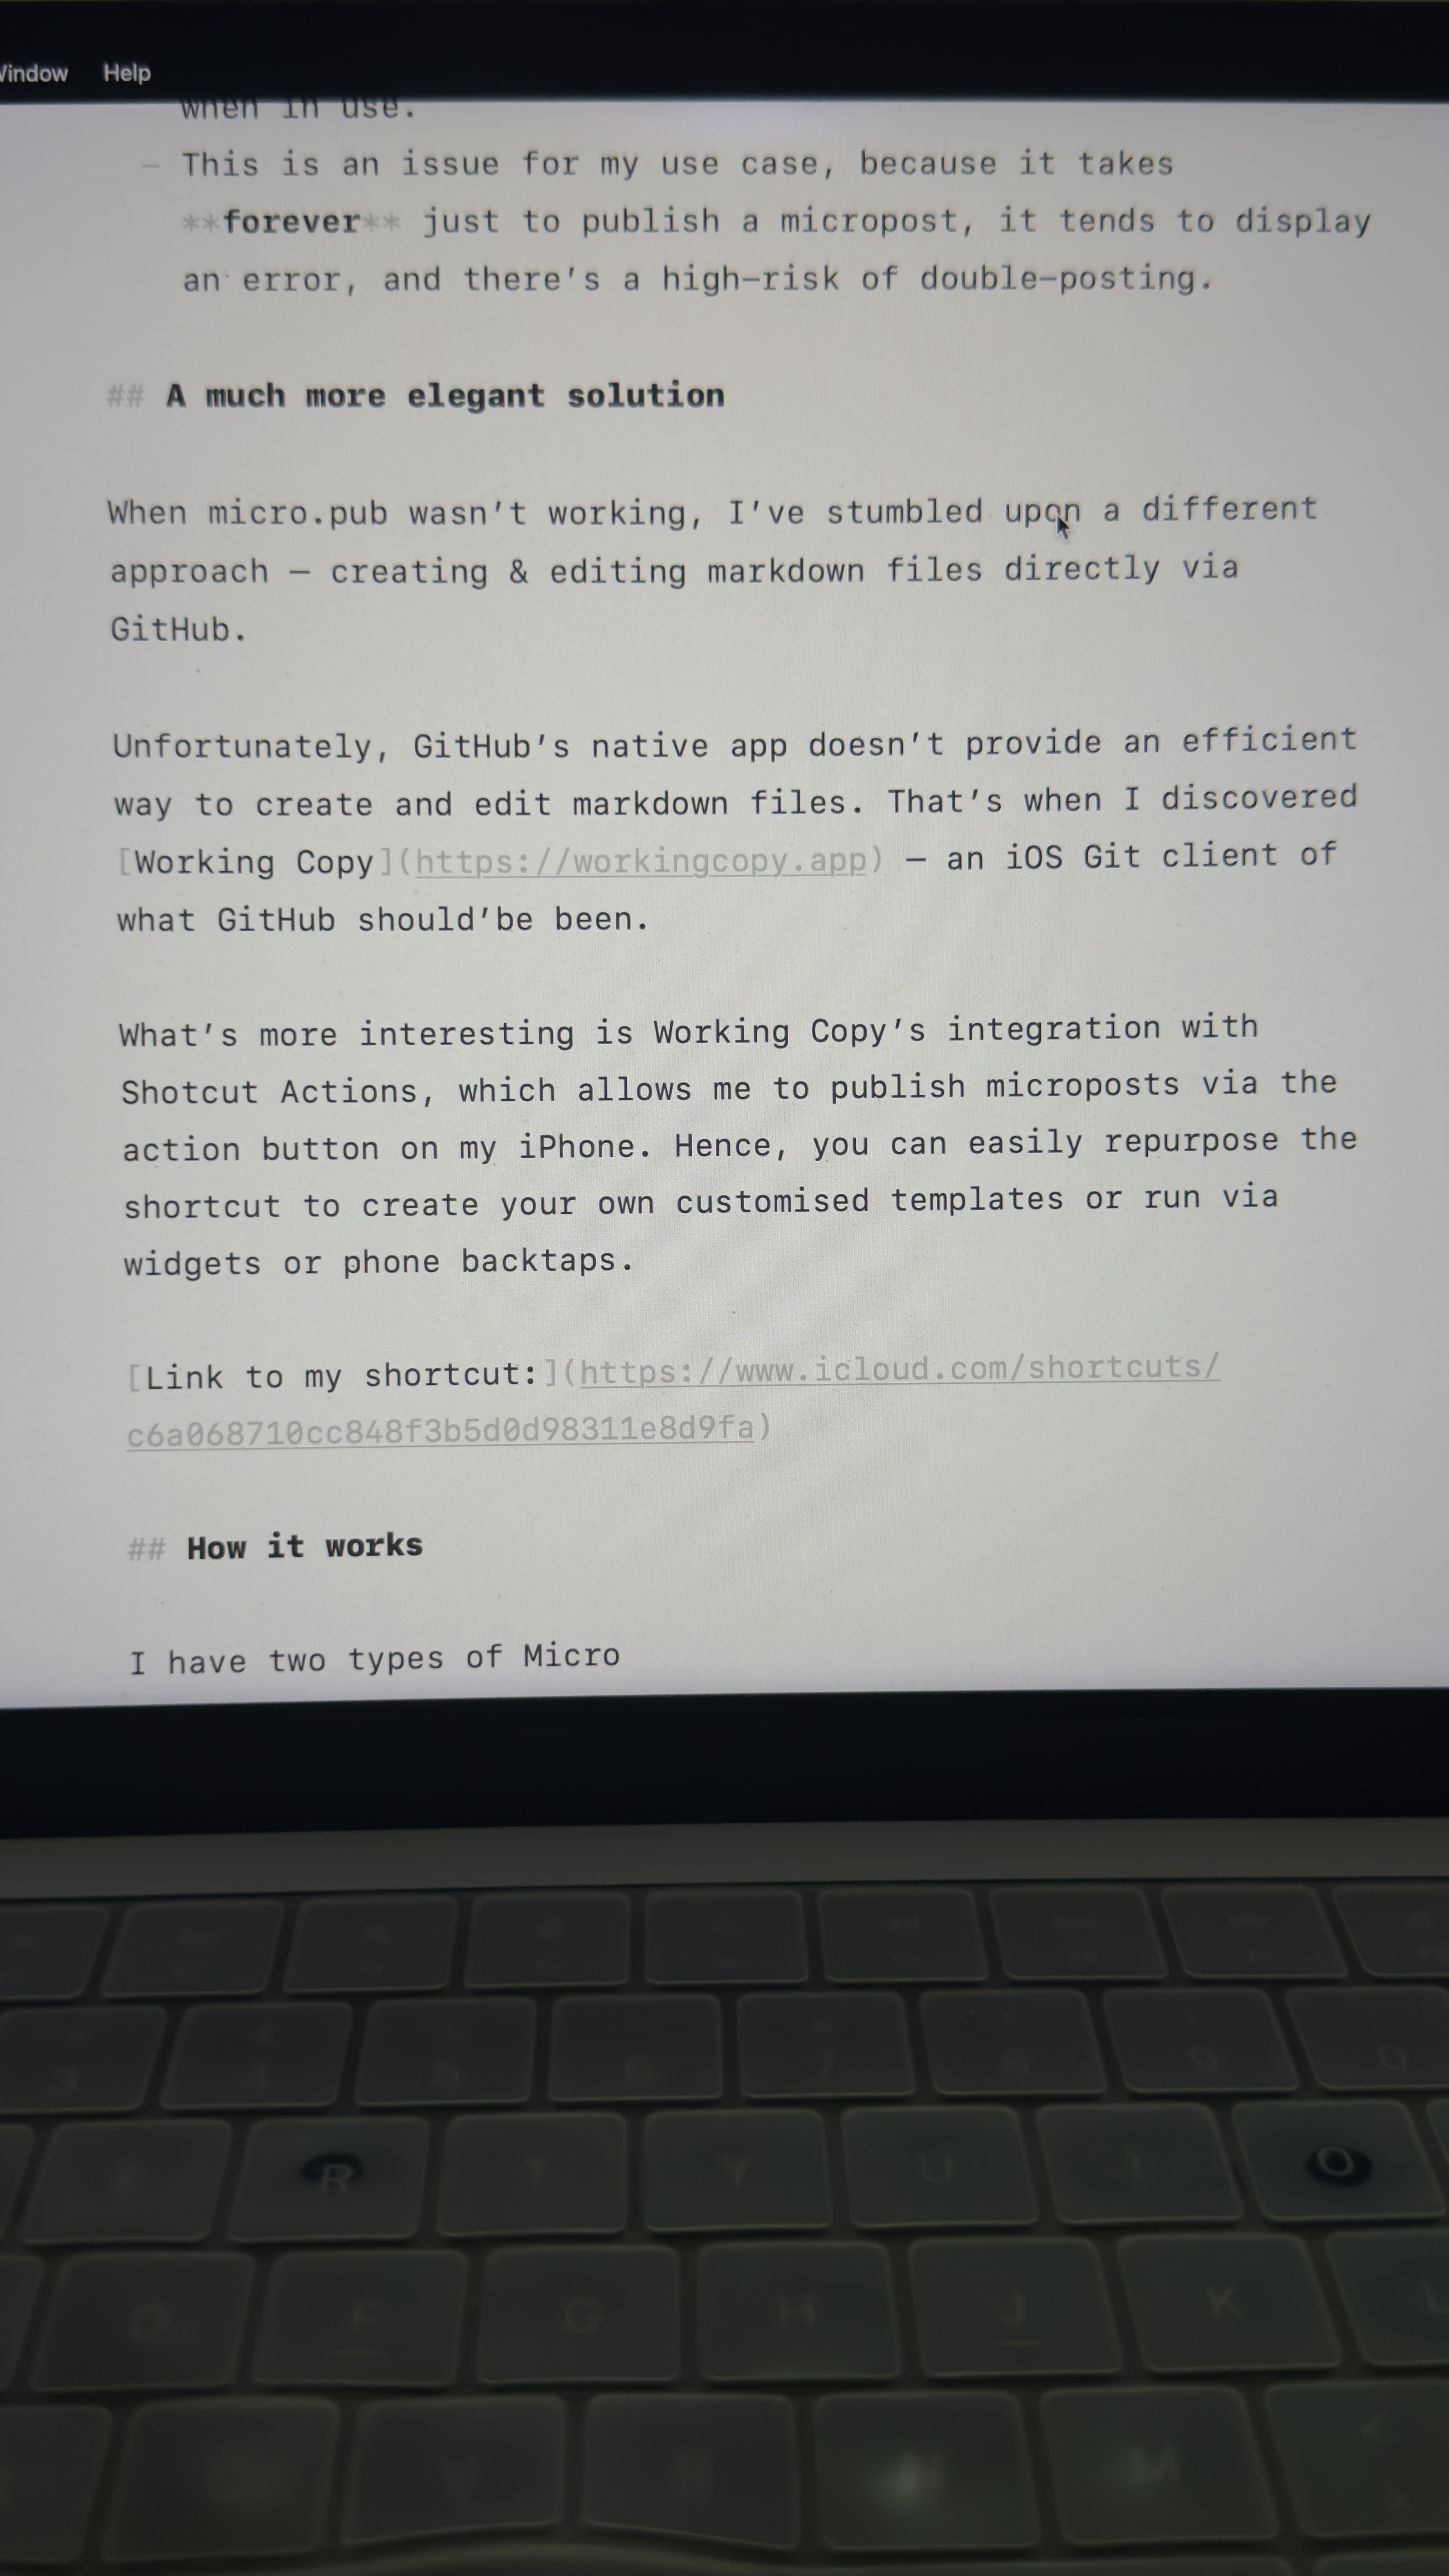 Window Help
when in use.
– This is an issue for my use case, because it takes
**forever** just to publish a micropost, it tends to display
an error, and there’s a high-risk of double-posting.
## A much more elegant solution
When micro.pub wasn’t working, I’ve stumbled upon a different
approach — creating & editing markdown files directly via
GitHub.
Unfortunately, GitHub’s native app doesn’t provide an efficient
way to create and edit markdown files. That’s when I discovered
[Working Copy](https://workingcopy.app) — an iOS Git client of
what GitHub should’be been.
What’s more interesting is Working Copy’s integration with
Shotcut Actions, which allows me to publish microposts via the
action button on my iPhone. Hence, you can easily repurpose the
shortcut to create your own customised templates or run via
widgets or phone backtaps.
[Link to my shortcut:](https://www.icloud.com/shortcuts/
c6a068710cc848f3b5d0d98311e8d9fa)
## How it works
I have two types of Micro
9 0
R T Y U I O
D F G H J K L
N M <